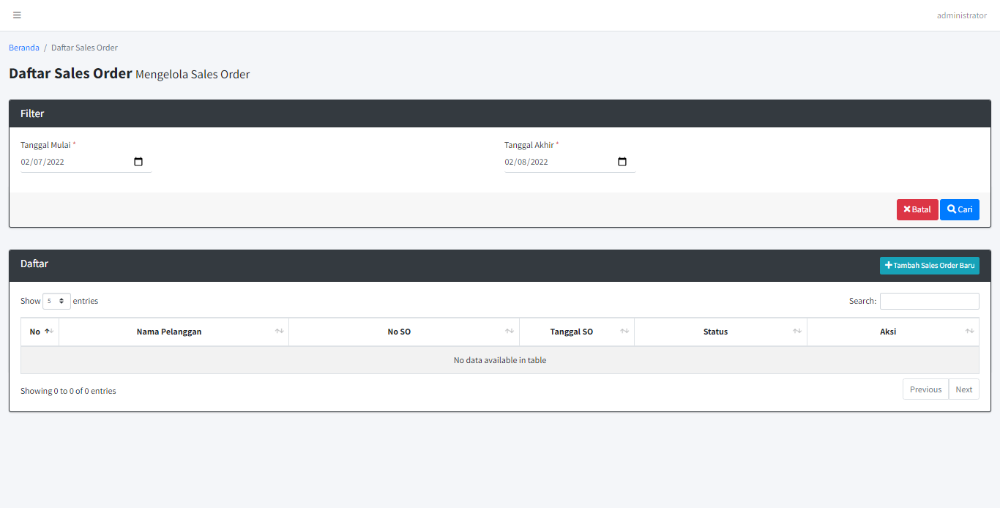 administrator
Beranda / Daftar Sales Order
Daftar Sales Order Mengelola Sales Order
Filter
Tanggal Mulai * Tanggal Akhir *
02/07/2022 02/08/2022
Batal Cari
Daftar Tambah Sales Order Baru
Show 5 entries Search:
No Nama Pelanggan No SO Tanggal SO Status Aksi
No data available in table
Showing 0 to 0 of 0 entries Previous Next